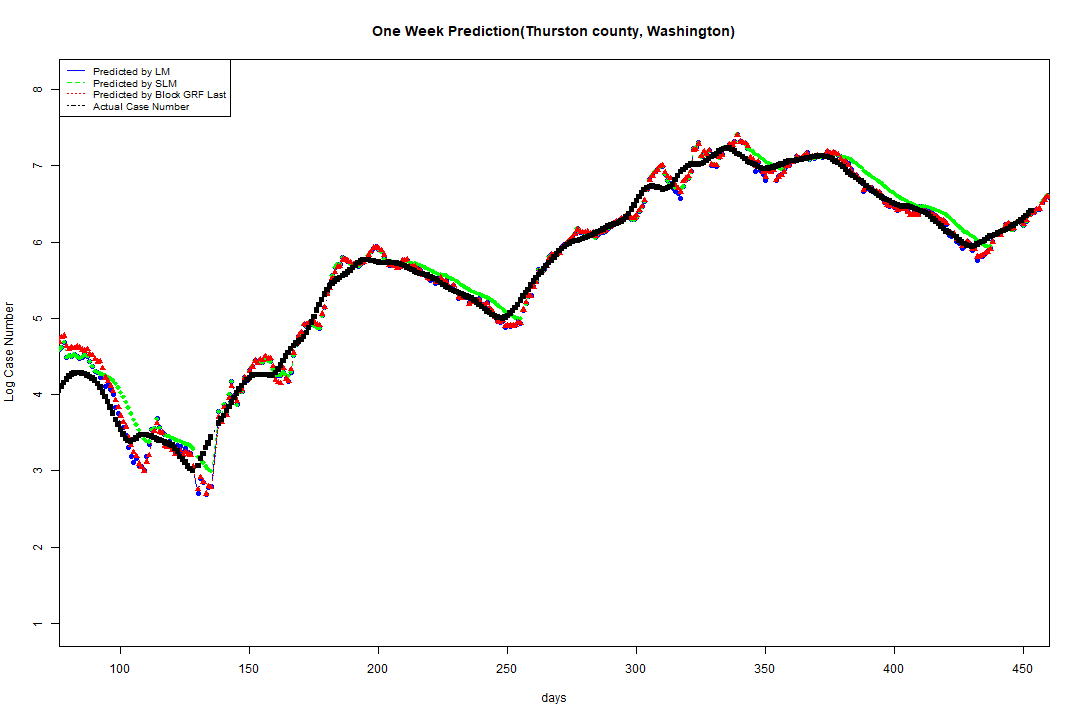 One Week Prediction(Thurston county, Washington)
Predicted by LM
Predicted by SLM
Predicted by Block GRF Last
Actual Case Number
8
7
6
5
4
3
2
1
Log Case Number
100 150 200 250 300 350 400 450
days